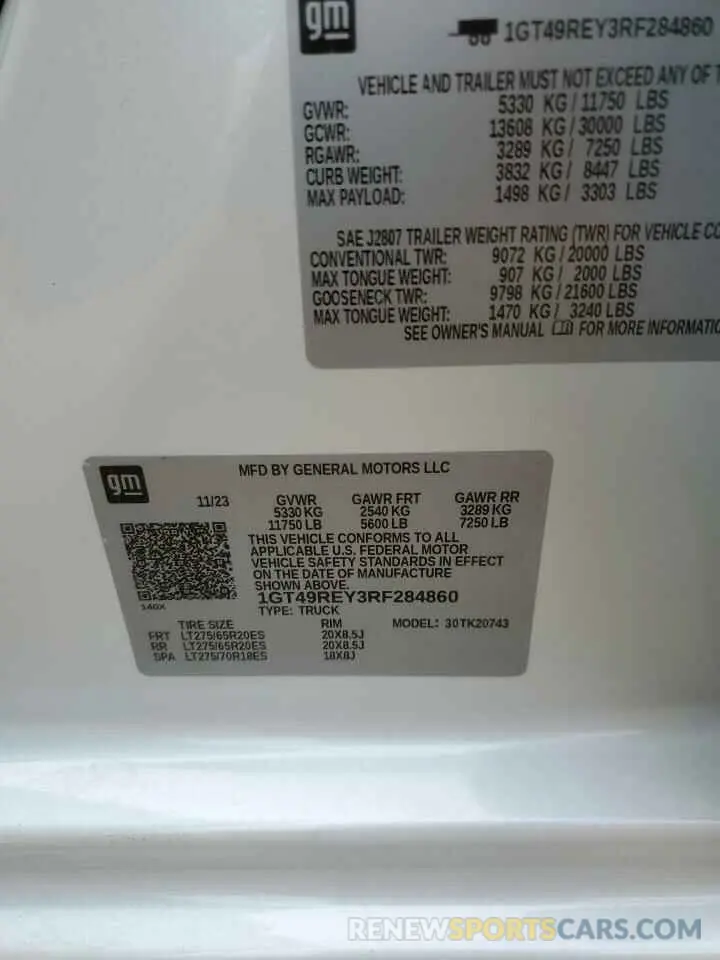 gm
1GT49REY3RF284860
VEHICLE AND TRAILER MUST NOT EXCEED ANY OF
GVWR: 5330 KG / 11750 LBS
GCWR: 13608 KG / 30000 LBS
RGAWR: 3289 KG / 7250 LBS
CURB WEIGHT: 3832 KG / 8447 LBS
MAX PAYLOAD: 1498 KG / 3303 LBS
SAE J2807 TRAILER WEIGHT RATING (TWR) FOR VEHICLE CO
CONVENTIONAL TWR: 9072 KG / 20000 LBS
MAX TONGUE WEIGHT: 907 KG / 2000 LBS
GOOSENECK TWR: 9798 KG / 21600 LBS
MAX TONGUE WEIGHT: 1470 KG / 3240 LBS
SEE OWNER'S MANUAL FOR MORE INFORMATIO
gm
MFD BY GENERAL MOTORS LLC
11/23 GVWR GAWR FRT GAWR RR
5330 KG 2540 KG 3289 KG
11750 LB 5600 LB 7250 LB
THIS VEHICLE CONFORMS TO ALL
APPLICABLE U.S. FEDERAL MOTOR
VEHICLE SAFETY STANDARDS IN EFFECT
ON THE DATE OF MANUFACTURE
SHOWN ABOVE.
1GT49REY3RF284860
140X
TYPE: TRUCK
TIRE SIZE RIM MODEL: 30TK20743
FRT LT275/65R20ES 20X8.5J
RR LT275/65R20ES 20X8.5J
SPA LT275/70R18ES 18X8J
RENEWSPORTSCARS.COM